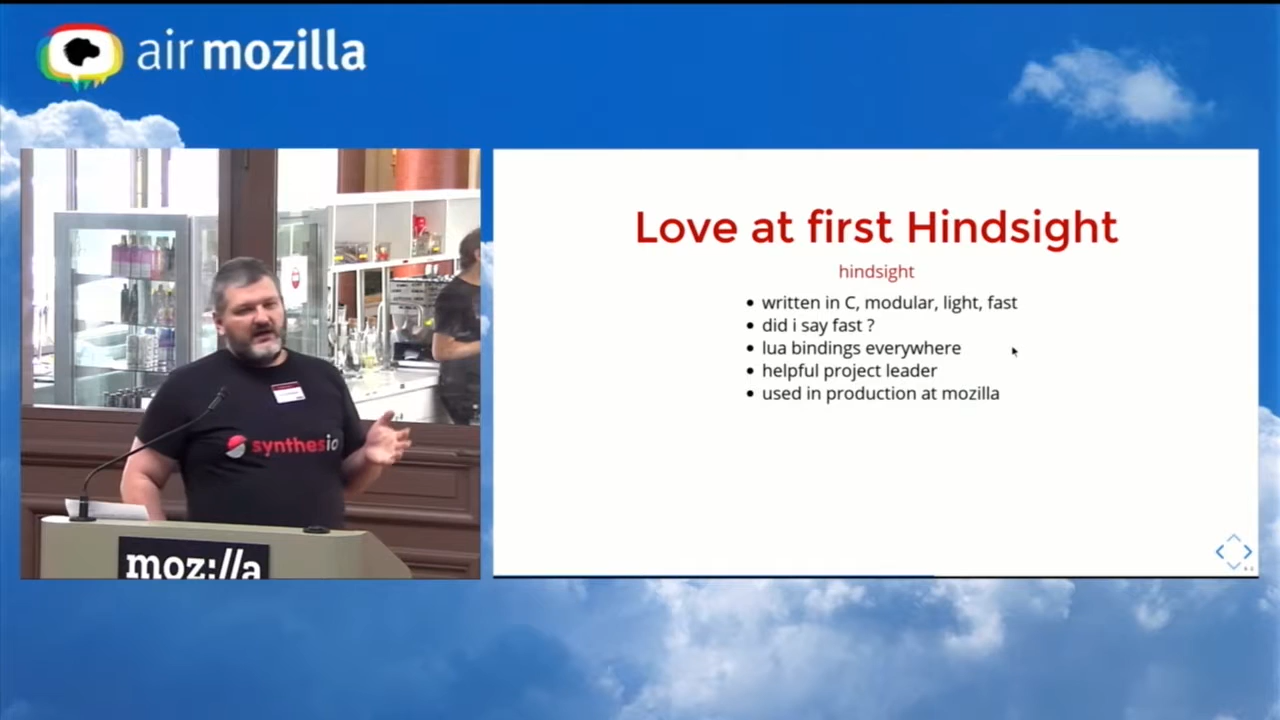 air mozilla
synthesio
moz://a
Love at first Hindsight
hindsight
written in C, modular, light, fast
did i say fast ?
lua bindings everywhere
helpful project leader
used in production at mozilla